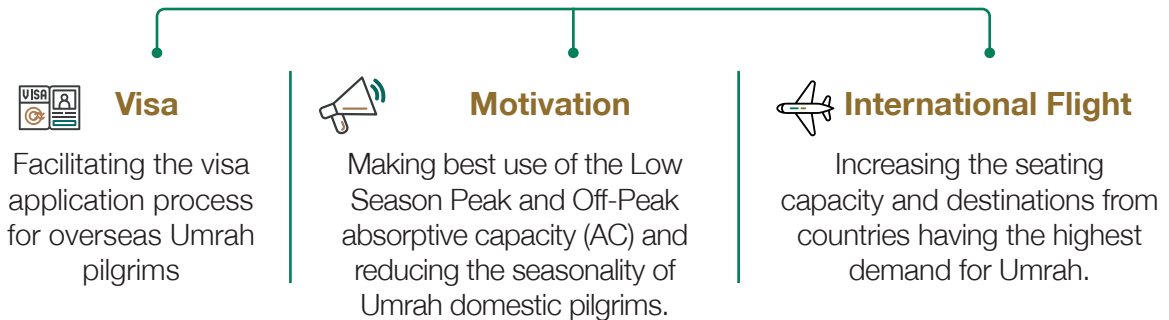 VISA
Visa
Facilitating the visa
application process
for overseas Umrah
pilgrims
Motivation
Making best use of the Low
Season Peak and Off-Peak
absorptive capacity (AC) and
reducing the seasonality of
Umrah domestic pilgrims.
International Flight
Increasing the seating
capacity and destinations from
countries having the highest
demand for Umrah.